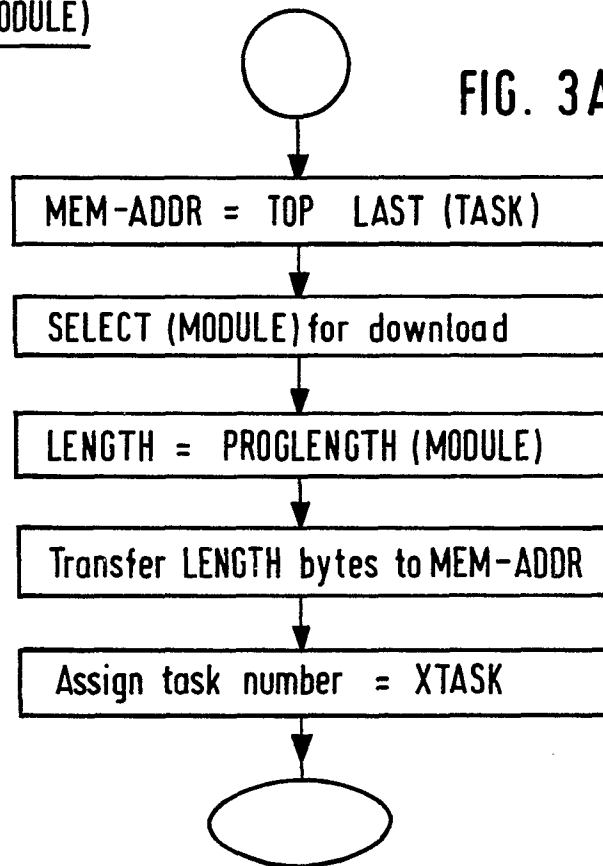 ODULE)
FIG. 3A
MEM-ADDR = TOP LAST (TASK)
SELECT (MODULE) for download
LENGTH = PROGLENGTH (MODULE)
Transfer LENGTH bytes to MEM-ADDR
Assign task number = XTASK